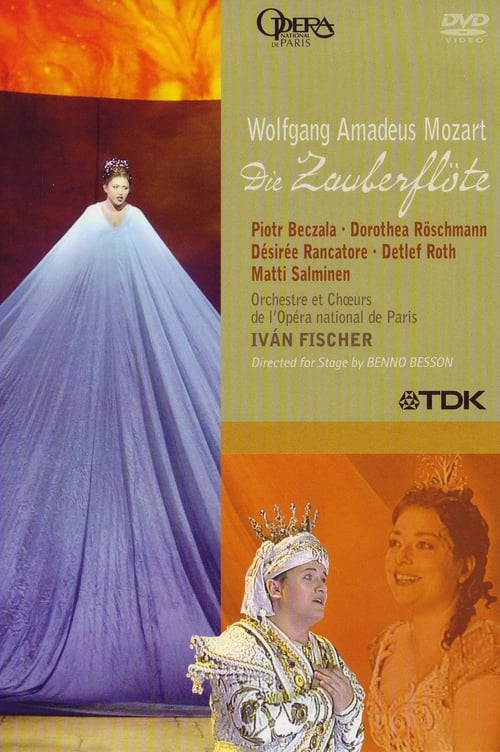 OPERA
NATIONAL
DE PARIS
DVD
VIDEO
Wolfgang Amadeus Mozart
Die Zauberflöte
Piotr Beczala · Dorothea Röschmann
Désirée Rancatore · Detlef Roth
Matti Salminen
Orchestre et Chœurs
de l'Opéra national de Paris
IVÁN FISCHER
Directed for Stage by BENNO BESSON
TDK